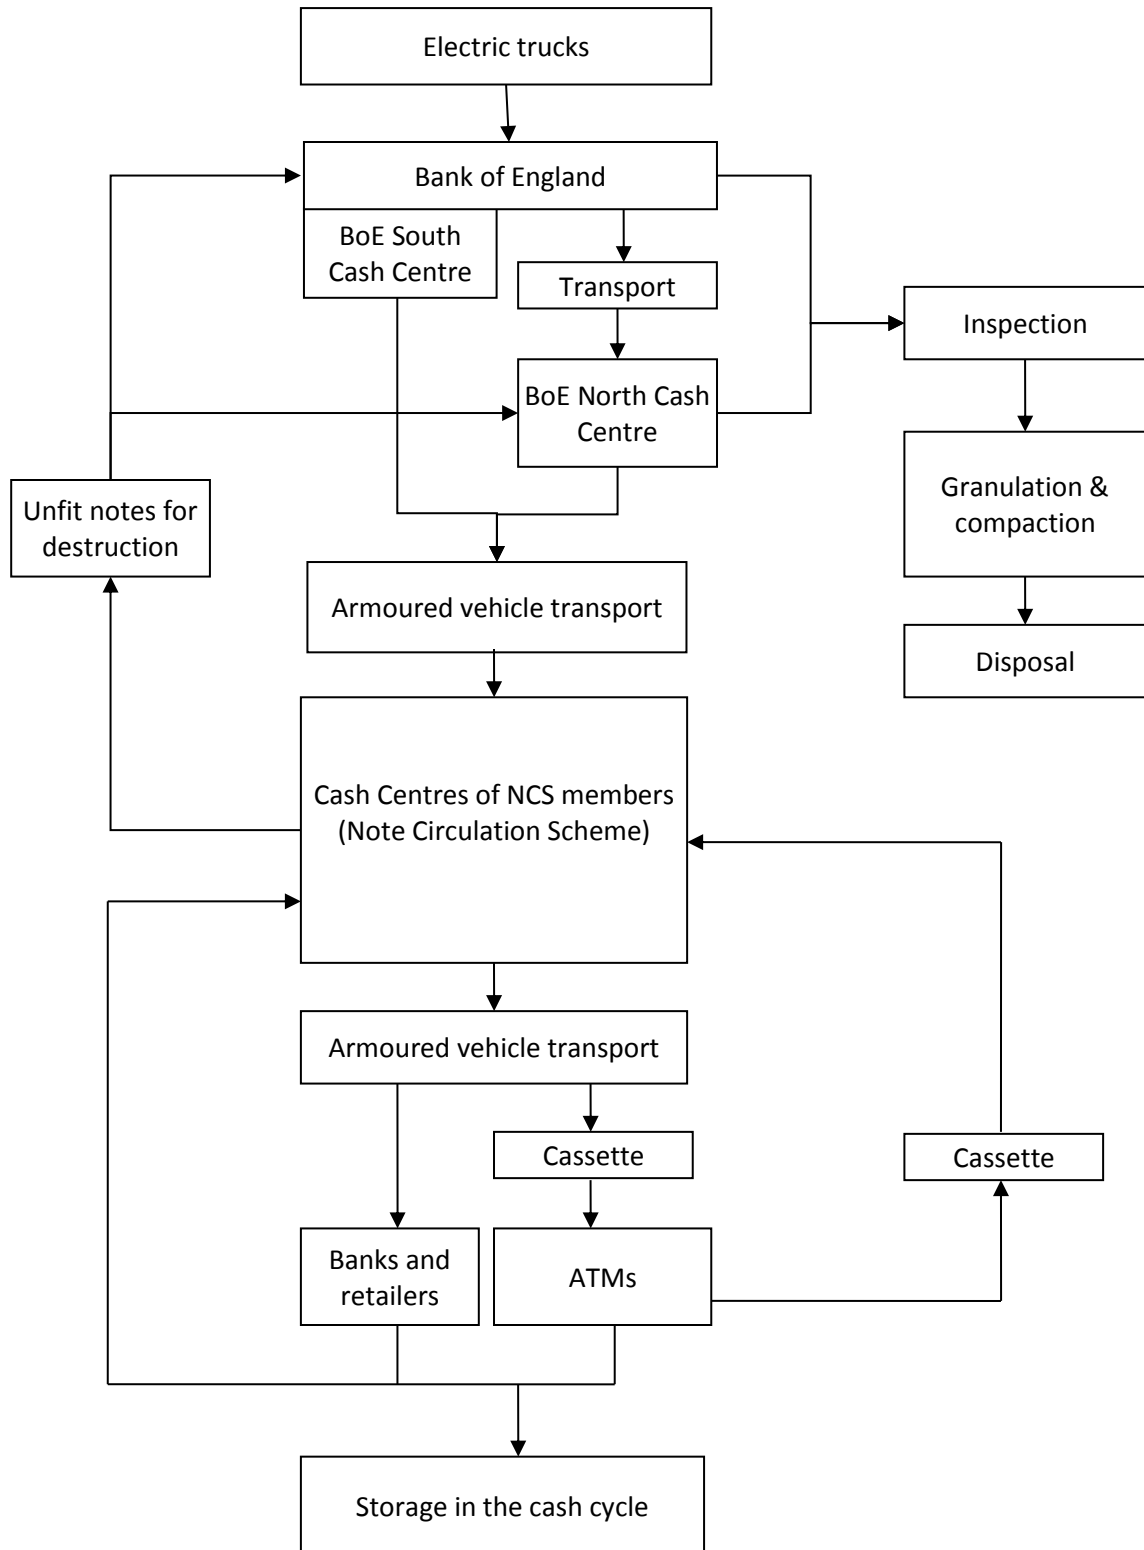 Electric trucks
Bank of England
BoE South
Cash Centre
Transport
Inspection
BoE North Cash
Centre
Unfit notes for
destruction
Granulation &
compaction
Armoured vehicle transport
Disposal
Cash Centres of NCS members
(Note Circulation Scheme)
Armoured vehicle transport
Cassette
Cassette
Banks and
retailers
ATMs
Storage in the cash cycle